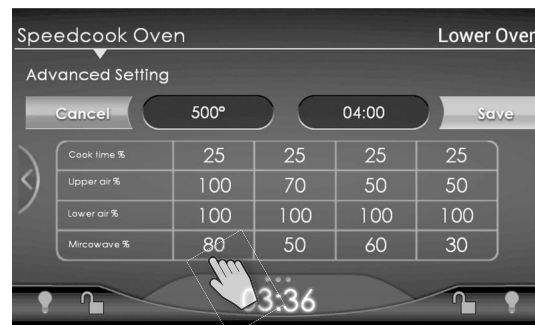 Speedcook Oven Lower Oven
Advanced Setting
Cancel 500° 04:00 Save
Cook time % 25 25 25 25
Upper air % 100 70 50 50
Lower air % 100 100 100 100
Mircowave % 80 50 60 30
03:36